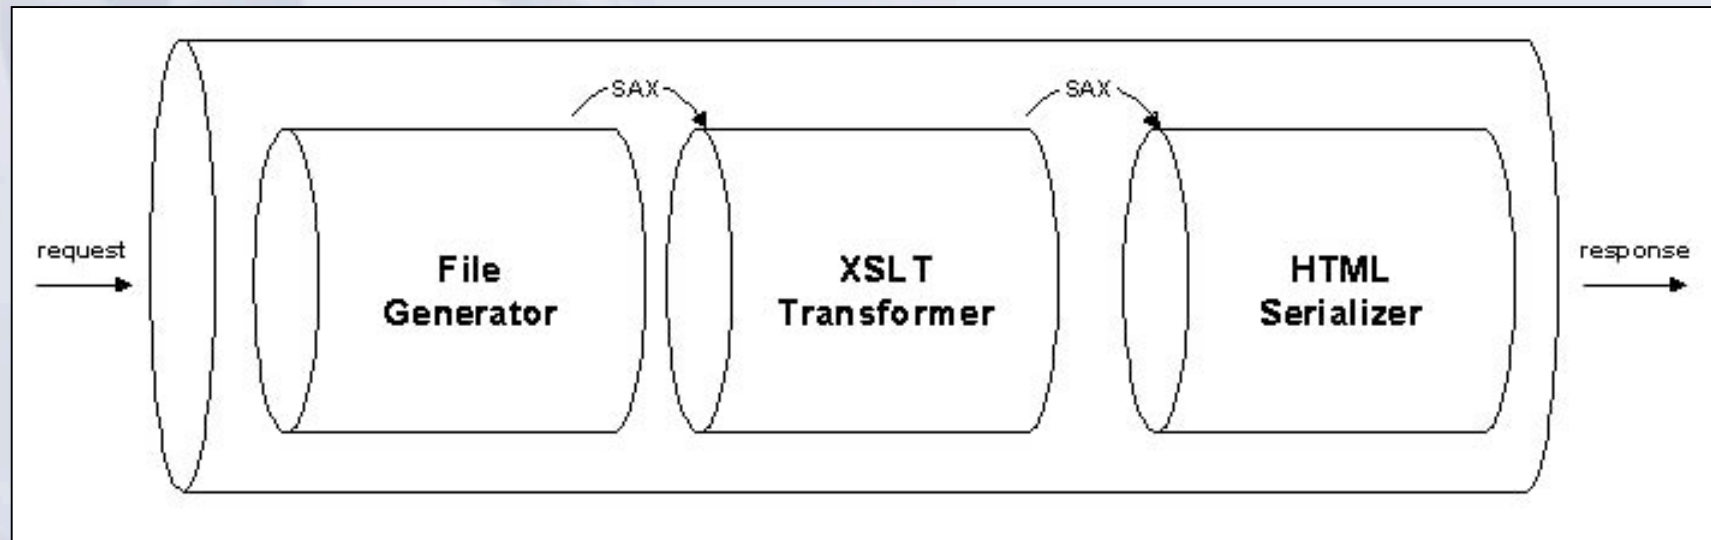 SAX
SAX
request
File
Generator
XSLT
Transformer
HTML
Serializer
response